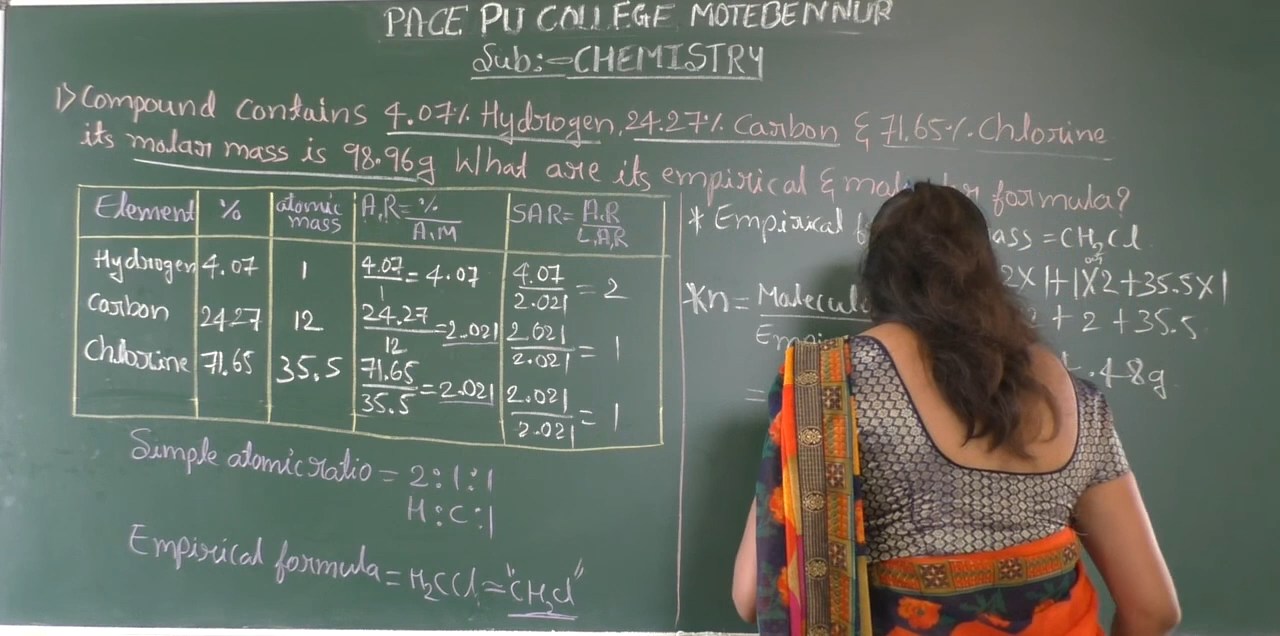 PACE PU COLLEGE MOTEBENNUR
Sub:- CHEMISTRY
1> Compound contains 4.07% Hydrogen, 24.27% Carbon & 71.65% Chlorine
its molar mass is 98.96g What are its empirical & formula?
Element % atomic mass A.R = %/A.M SAR = A.R/L.A.R
Hydrogen 4.07 1 4.07/1 = 4.07 4.07/2.021 = 2
Carbon 24.27 12 24.27/12 = 2.021 2.021/2.021 = 1
Chlorine 71.65 35.5 71.65/35.5 = 2.021 2.021/2.021 = 1
Simple atomic ratio = 2:1:1
H:C:l
Empirical formula = H₂CCl = "CH₂Cl"
* Empirical = CH₂Cl
2X1+1X2+35.5X1
+ 2 + 35.5
.48g
*n =
=